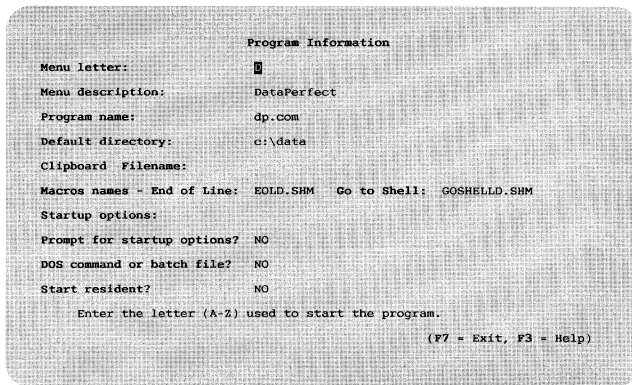 Program Information
Menu letter: D
Menu description: DataPerfect
Program name: dp.com
Default directory: c:\data
Clipboard Filename:
Macros names - End of Line: EOLD.SHM Go to Shell: GOSHELLD.SHM
Startup options:
Prompt for startup options? NO
DOS command or batch file? NO
Start resident? NO
Enter the letter (A-Z) used to start the program.
(F7 = Exit, F3 = Help)